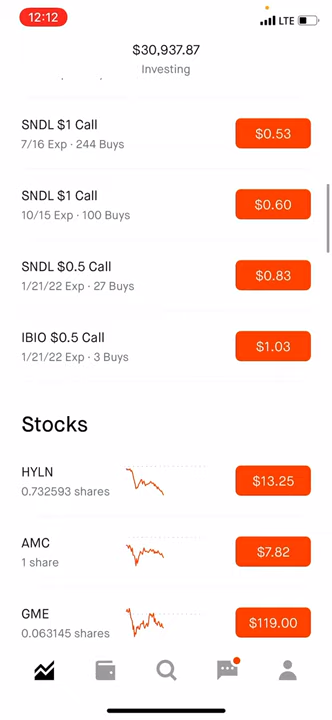 12:12
LTE
$30,937.87
Investing
SNDL $1 Call
7/16 Exp · 244 Buys
$0.53
SNDL $1 Call
10/15 Exp · 100 Buys
$0.60
SNDL $0.5 Call
1/21/22 Exp · 27 Buys
$0.83
IBIO $0.5 Call
1/21/22 Exp · 3 Buys
$1.03
Stocks
HYLN
0.732593 shares
$13.25
AMC
1 share
$7.82
GME
0.063145 shares
$119.00